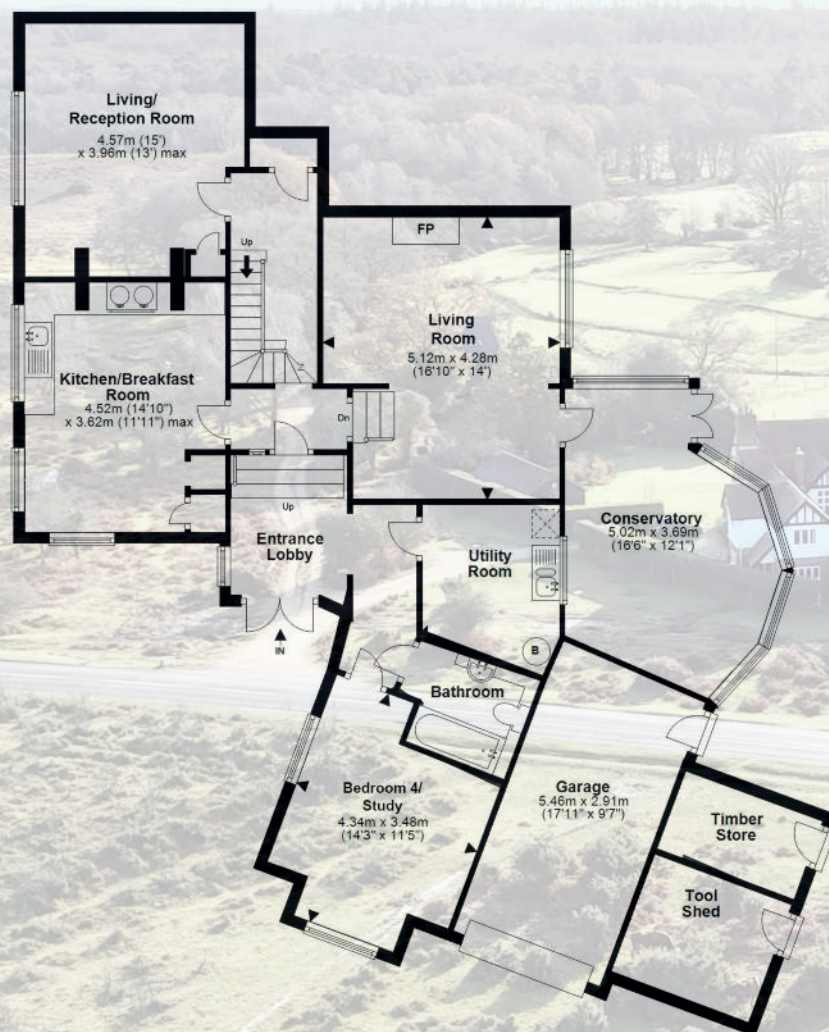 Living/
Reception Room
4.57m (15')
x 3.96m (13') max
Up
FP
Living
Room
5.12m x 4.28m
(16'10" x 14')
Kitchen/Breakfast
Room
4.52m (14'10")
x 3.62m (11'11") max
Dn
Up
Entrance
Lobby
IN
Utility
Room
B
Conservatory
5.02m x 3.69m
(16'6" x 12'1")
Bathroom
Bedroom 4/
Study
4.34m x 3.48m
(14'3" x 11'5")
Garage
5.46m x 2.91m
(17'11" x 9'7")
Timber
Store
Tool
Shed